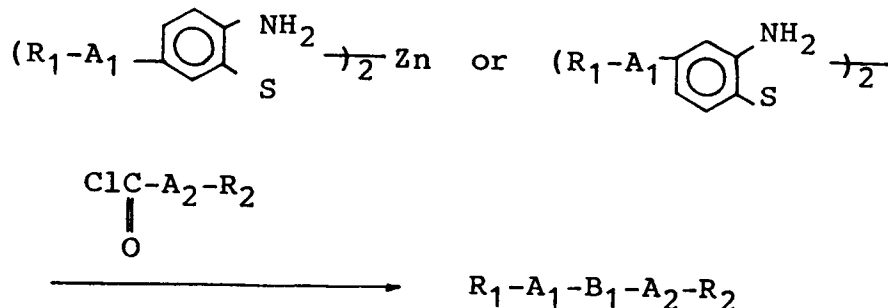 (R₁-A₁ NH₂ S )₂ Zn or (R₁-A₁ NH₂ S )₂
ClC-A₂-R₂
O
R₁-A₁-B₁-A₂-R₂